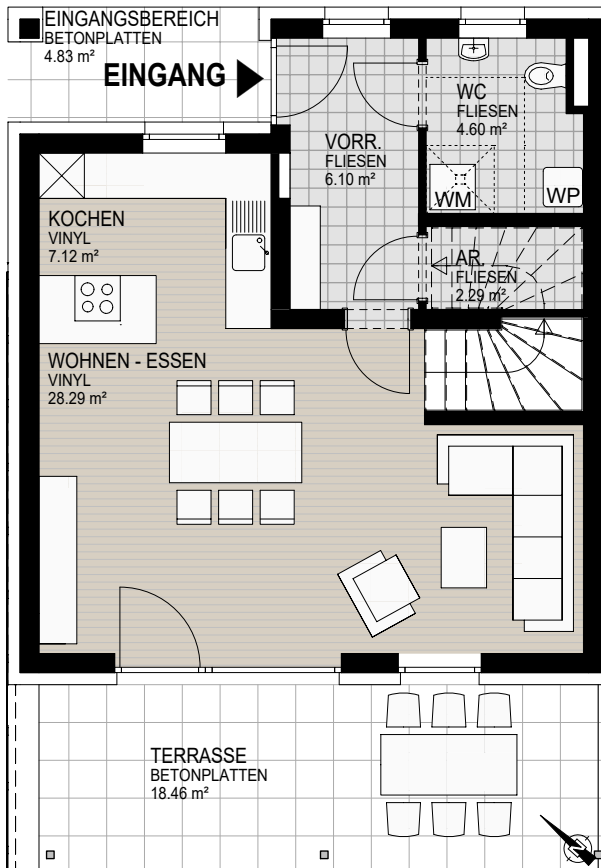 EINGANGSBEREICH
BETONPLATTEN
4.83 m²
EINGANG
WC
FLIESEN
4.60 m²
VORR.
FLIESEN
6.10 m²
WM
WP
KOCHEN
VINYL
7.12 m²
AR.
FLIESEN
2.29 m²
WOHNEN - ESSEN
VINYL
28.29 m²
TERRASSE
BETONPLATTEN
18.46 m²
N